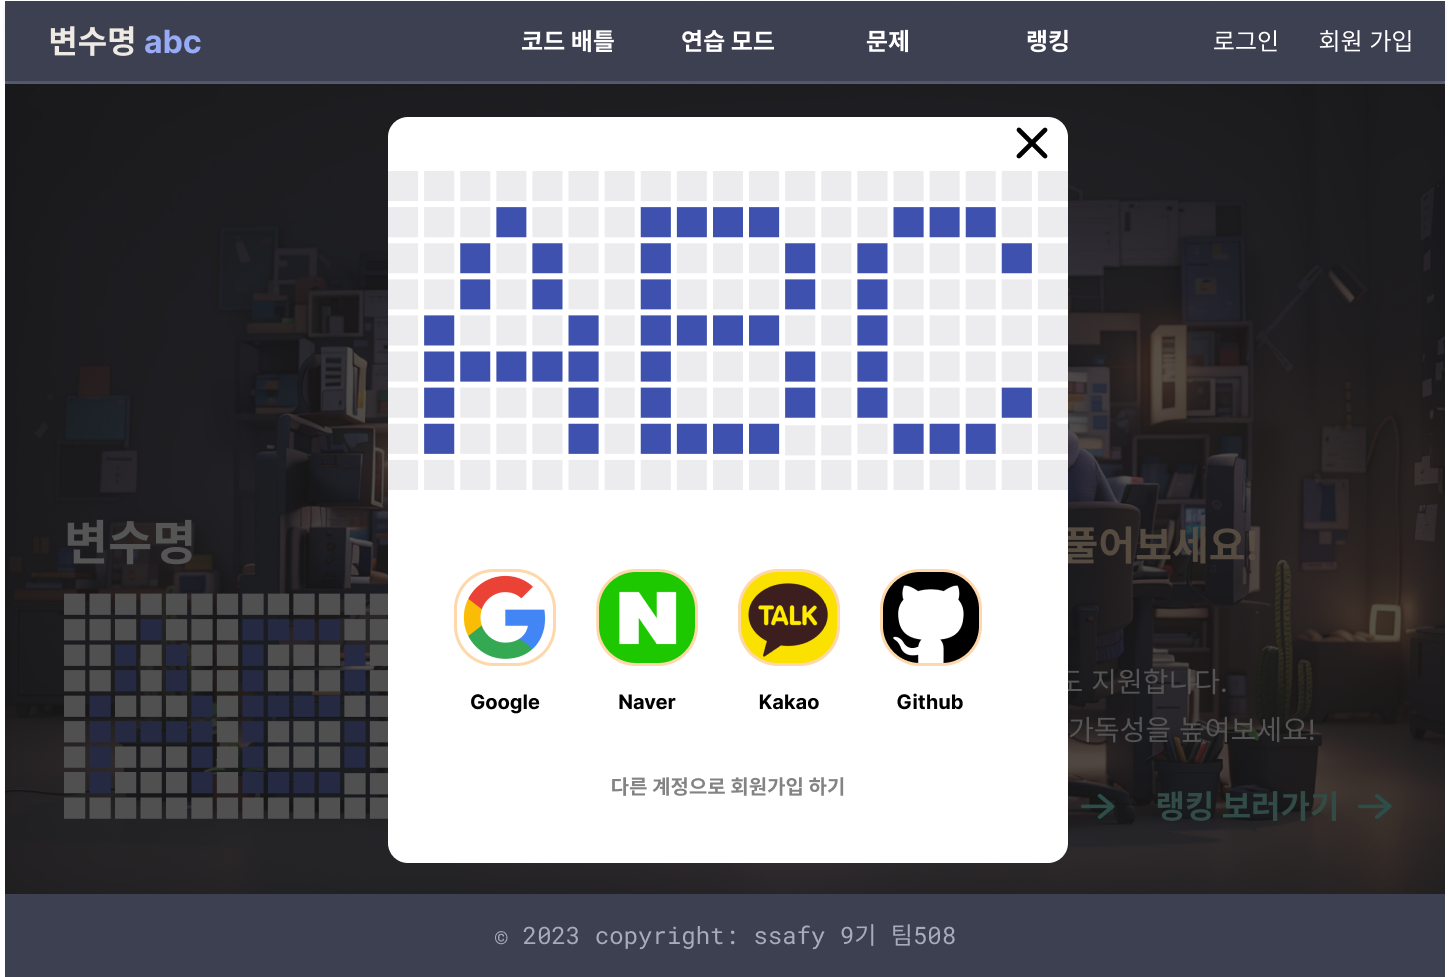 변수명 abc
코드 배틀
연습 모드
문제
랭킹
로그인
회원 가입
ABC
변수명
풀어보세요!
TALK
Google
Naver
Kakao
Github
도 지원합니다.
가독성을 높여보세요!
다른 계정으로 회원가입 하기
랭킹 보러가기
© 2023 copyright: ssafy 9기 팀508